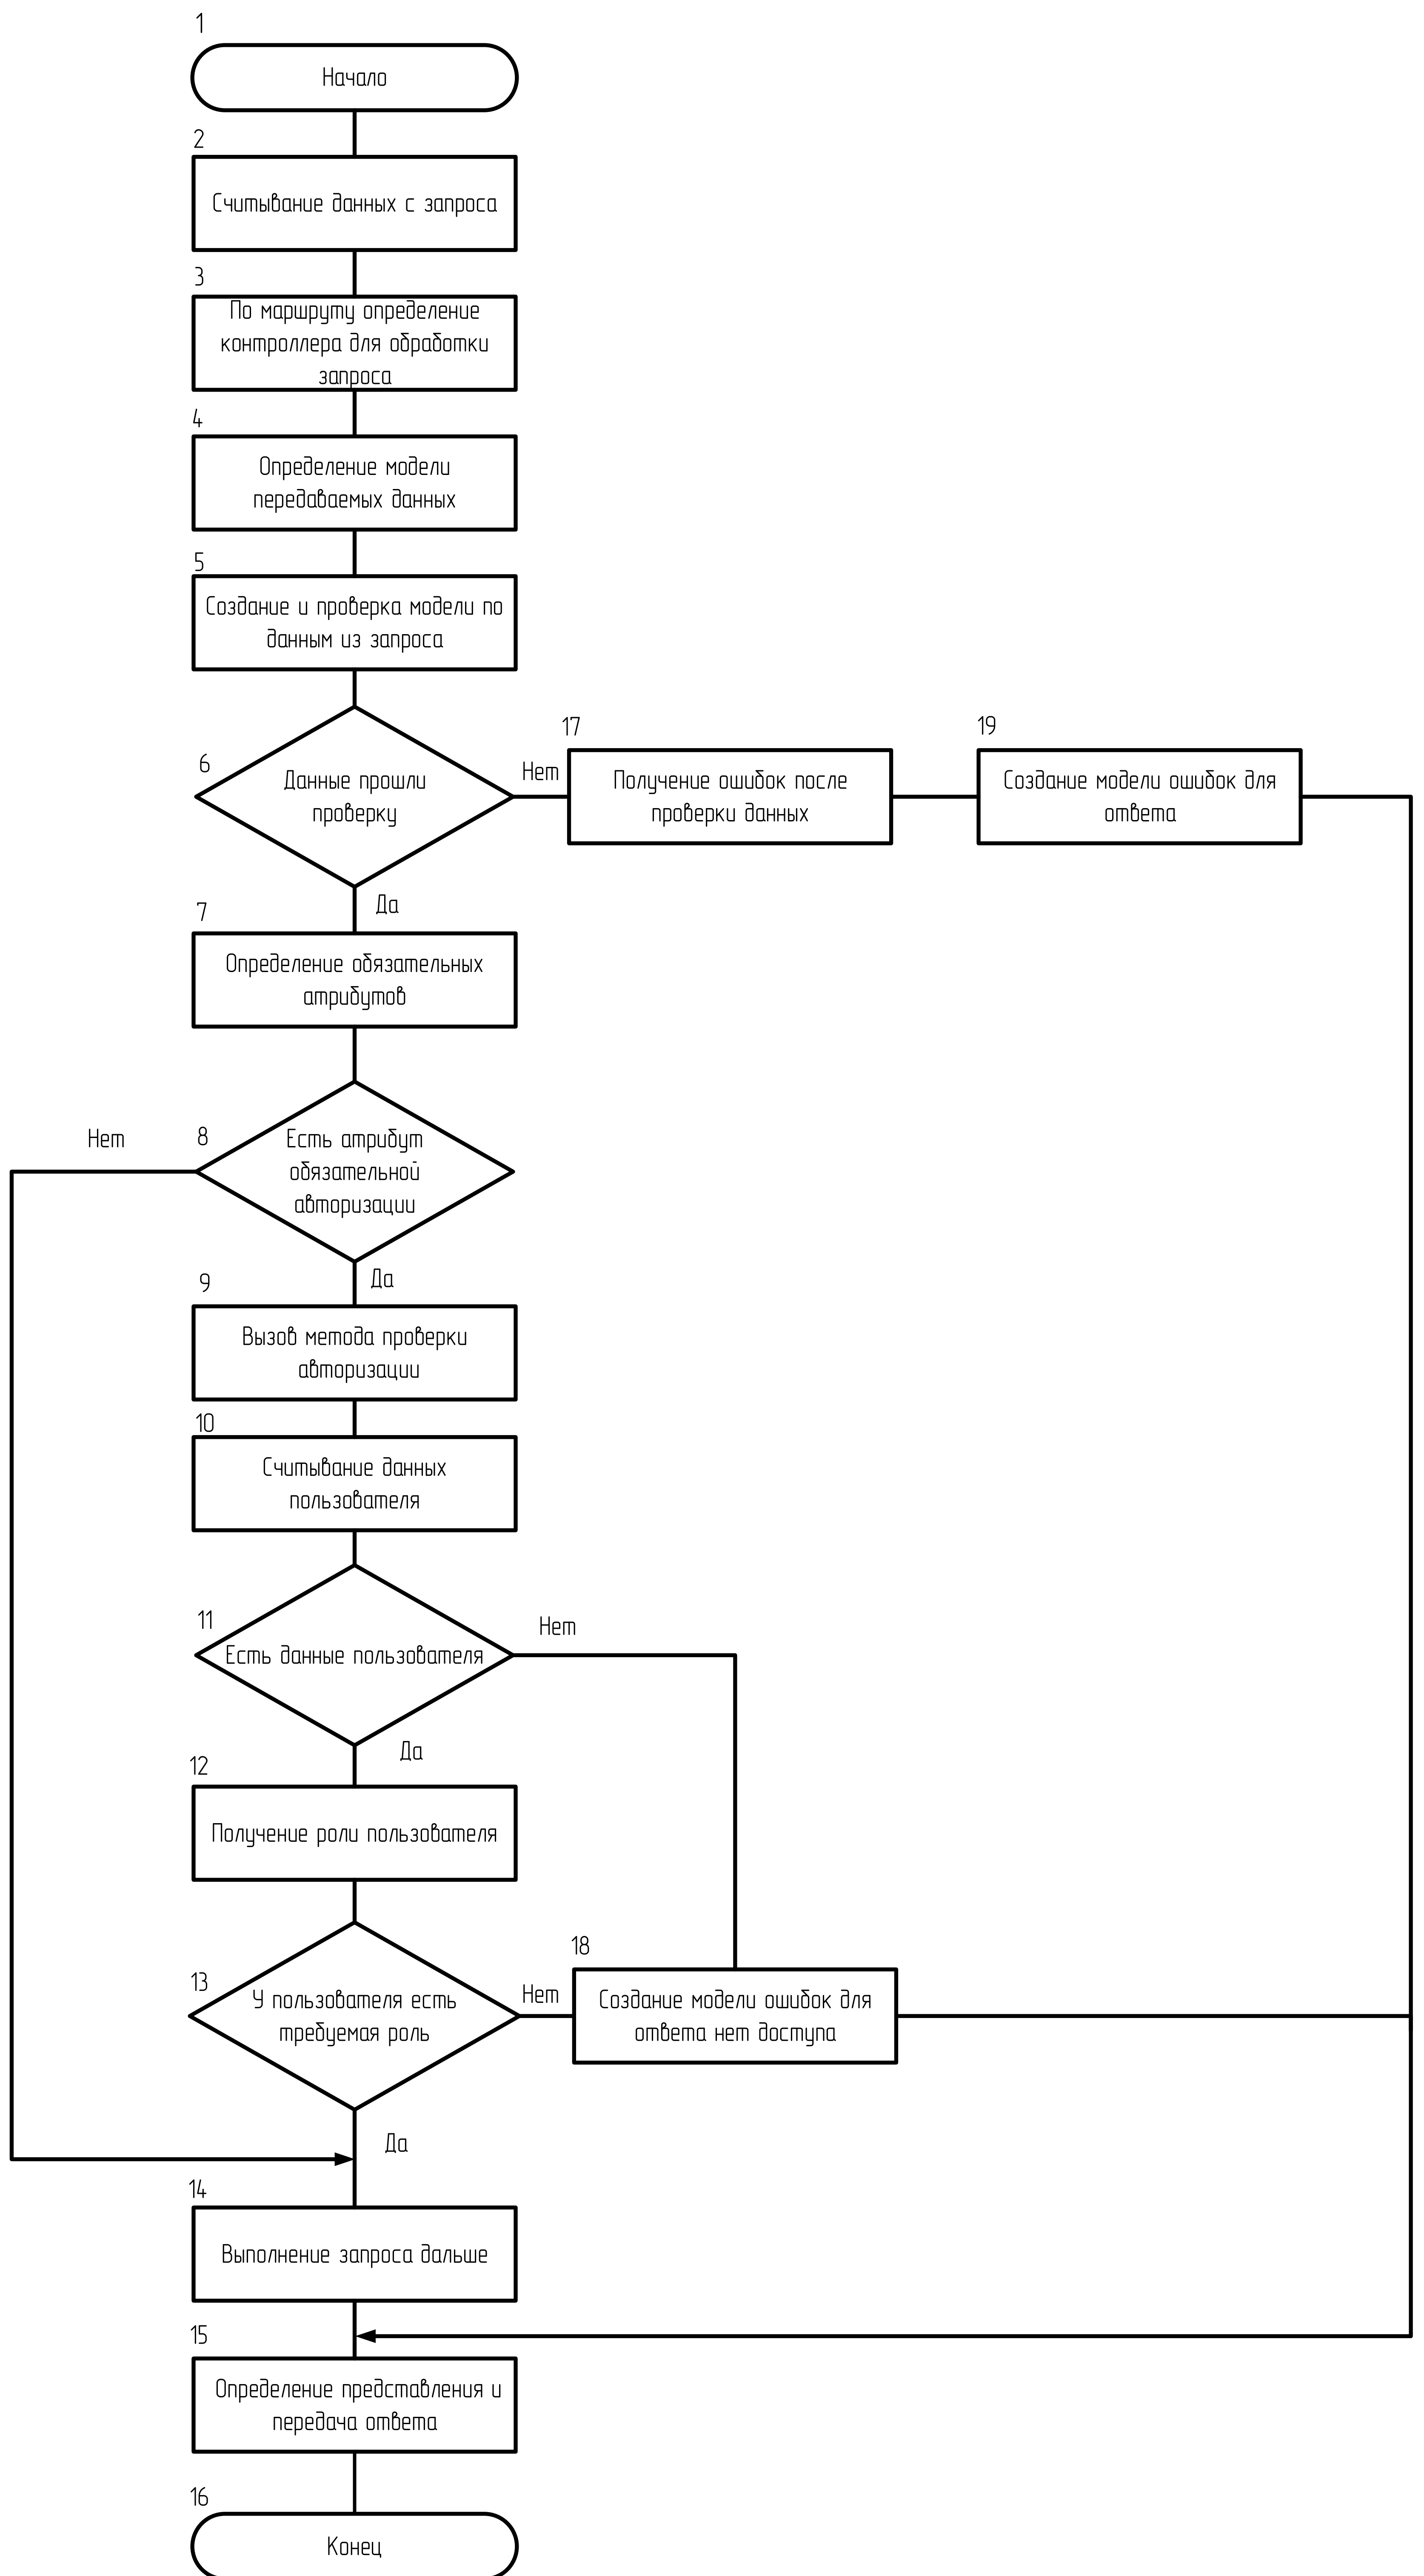 1
Начало
2
Считывание данных с запроса
3
По маршруту определение
контроллера для обработки
запроса
4
Определение модели
передаваемых данных
5
Создание и проверка модели по
данным из запроса
6
Данные прошли
проверку
Нет
17
Получение ошибок после
проверки данных
19
Создание модели ошибок для
ответа
Да
7
Определение обязательных
атрибутов
Нет
8
Есть атрибут
обязательной
авторизации
Да
9
Вызов метода проверки
авторизации
10
Считывание данных
пользователя
11
Есть данные пользователя
Нет
Да
12
Получение роли пользователя
13
У пользователя есть
требуемая роль
Нет
18
Создание модели ошибок для
ответа нет доступа
Да
14
Выполнение запроса дальше
15
Определение представления и
передача ответа
16
Конец